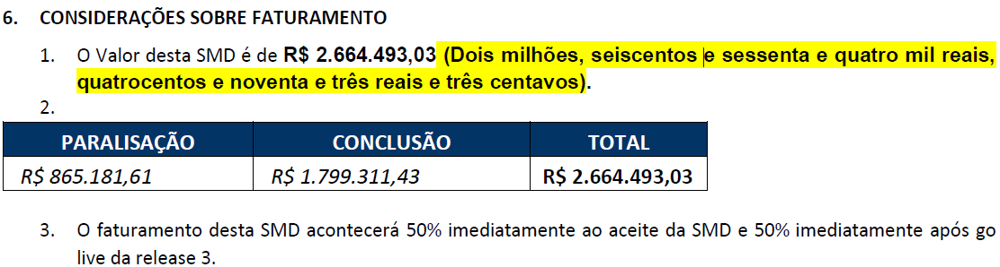 6. CONSIDERAÇÕES SOBRE FATURAMENTO
1. O Valor desta SMD é de R$ 2.664.493,03 (Dois milhões, seiscentos e sessenta e quatro mil reais,
quatrocentos e noventa e três reais e três centavos).
2.
PARALISAÇÃO CONCLUSÃO TOTAL
R$ 865.181,61 R$ 1.799.311,43 R$ 2.664.493,03
3. O faturamento desta SMD acontecerá 50% imediatamente ao aceite da SMD e 50% imediatamente após go
live da release 3.